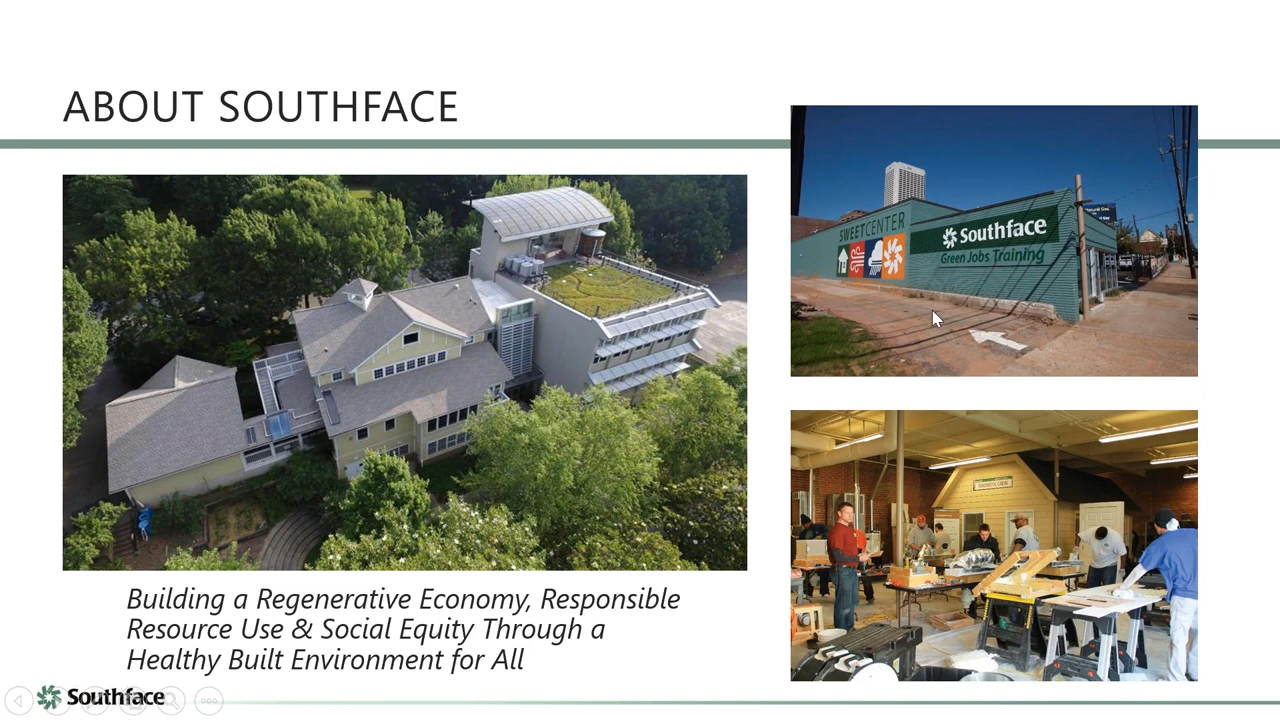 ABOUT SOUTHFACE
SWEETCENTER
Southface
Green Jobs Training
Building a Regenerative Economy, Responsible
Resource Use & Social Equity Through a
Healthy Built Environment for All
Southface